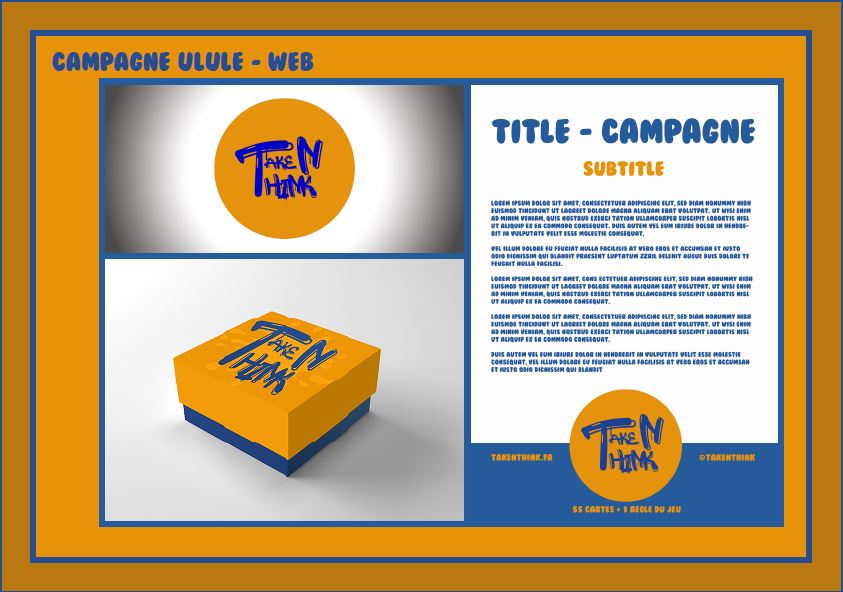 CAMPAGNE ULULE - WEB
TAKE N
THINK
TAKE N
THINK
TITLE - CAMPAGNE
SUBTITLE
LOREM IPSUM DOLOR SIT AMET, CONSECTETUER ADIPISCING ELIT, SED DIAM NONUMMY NIBH
EUISMOD TINCIDUNT UT LAOREET DOLORE MAGNA ALIQUAM ERAT VOLUTPAT. UT WISI ENIM
AD MINIM VENIAM, QUIS NOSTRUD EXERCI TATION ULLAMCORPER SUSCIPIT LOBORTIS NISL
UT ALIQUIP EX EA COMMODO CONSEQUAT. DUIS AUTEM VEL EUM IRIURE DOLOR IN HENDRE-
RIT IN VULPUTATE VELIT ESSE MOLESTIE CONSEQUAT,
VEL ILLUM DOLORE EU FEUGIAT NULLA FACILISIS AT VERO EROS ET ACCUMSAN ET IUSTO
ODIO DIGNISSIM QUI BLANDIT PRAESENT LUPTATUM ZZRIL DELENIT AUGUE DUIS DOLORE TE
FEUGAIT NULLA FACILISI.
LOREM IPSUM DOLOR SIT AMET, CONS ECTETUER ADIPISCING ELIT, SED DIAM NONUMMY NIBH
EUISMOD TINCIDUNT UT LAOREET DOLORE MAGNA ALIQUAM ERAT VOLUTPAT. UT WISI ENIM
AD MINIM VENIAM, QUIS NOSTRUD EXERCI TATION ULLAMCORPER SUSCIPIT LOBORTIS NISL
UT ALIQUIP EX EA COMMODO CONSEQUAT.
LOREM IPSUM DOLOR SIT AMET, CONSECTETUER ADIPISCING ELIT, SED DIAM NONUMMY NIBH
EUISMOD TINCIDUNT UT LAOREET DOLORE MAGNA ALIQUAM ERAT VOLUTPAT. UT WISI ENIM
AD MINIM VENIAM, QUIS NOSTRUD EXERCI TATION ULLAMCORPER SUSCIPIT LOBORTIS NISL
UT ALIQUIP EX EA COMMODO CONSEQUAT.
DUIS AUTEM VEL EUM IRIURE DOLOR IN HENDRERIT IN VULPUTATE VELIT ESSE MOLESTIE
CONSEQUAT, VEL ILLUM DOLORE EU FEUGIAT NULLA FACILISIS AT VERO EROS ET ACCUMSAN
ET IUSTO ODIO DIGNISSIM QUI BLANDIT
TAKE N
THINK
TAKENTHINK.FR
@TAKENTHINK
55 CARTES + 1 REGLE DU JEU